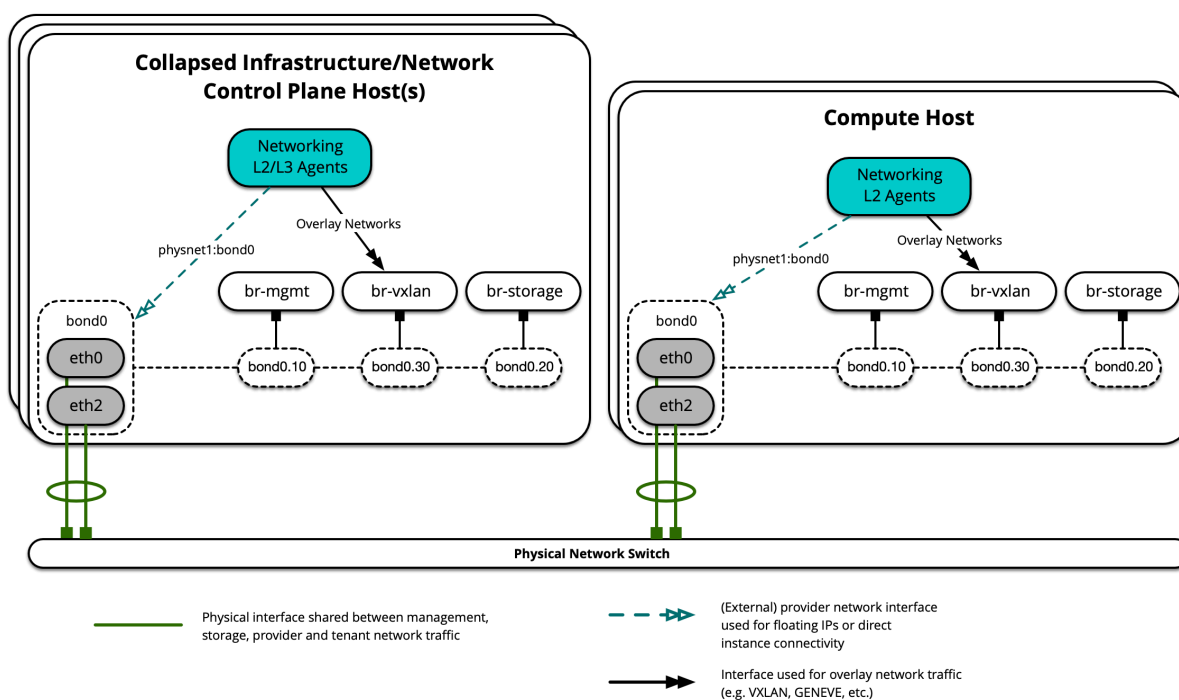 Collapsed Infrastructure/Network
Control Plane Host(s)
Networking
L2/L3 Agents
Overlay Networks
physnet1:bond0
br-mgmt
br-vxlan
br-storage
bond0
eth0
bond0.10
bond0.30
bond0.20
eth2
Compute Host
Networking
L2 Agents
Overlay Networks
physnet1:bond0
br-mgmt
br-vxlan
br-storage
bond0
eth0
bond0.10
bond0.30
bond0.20
eth2
Physical Network Switch
Physical interface shared between management,
storage, provider and tenant network traffic
(External) provider network interface
used for floating IPs or direct
instance connectivity
Interface used for overlay network traffic
(e.g. VXLAN, GENEVE, etc.)